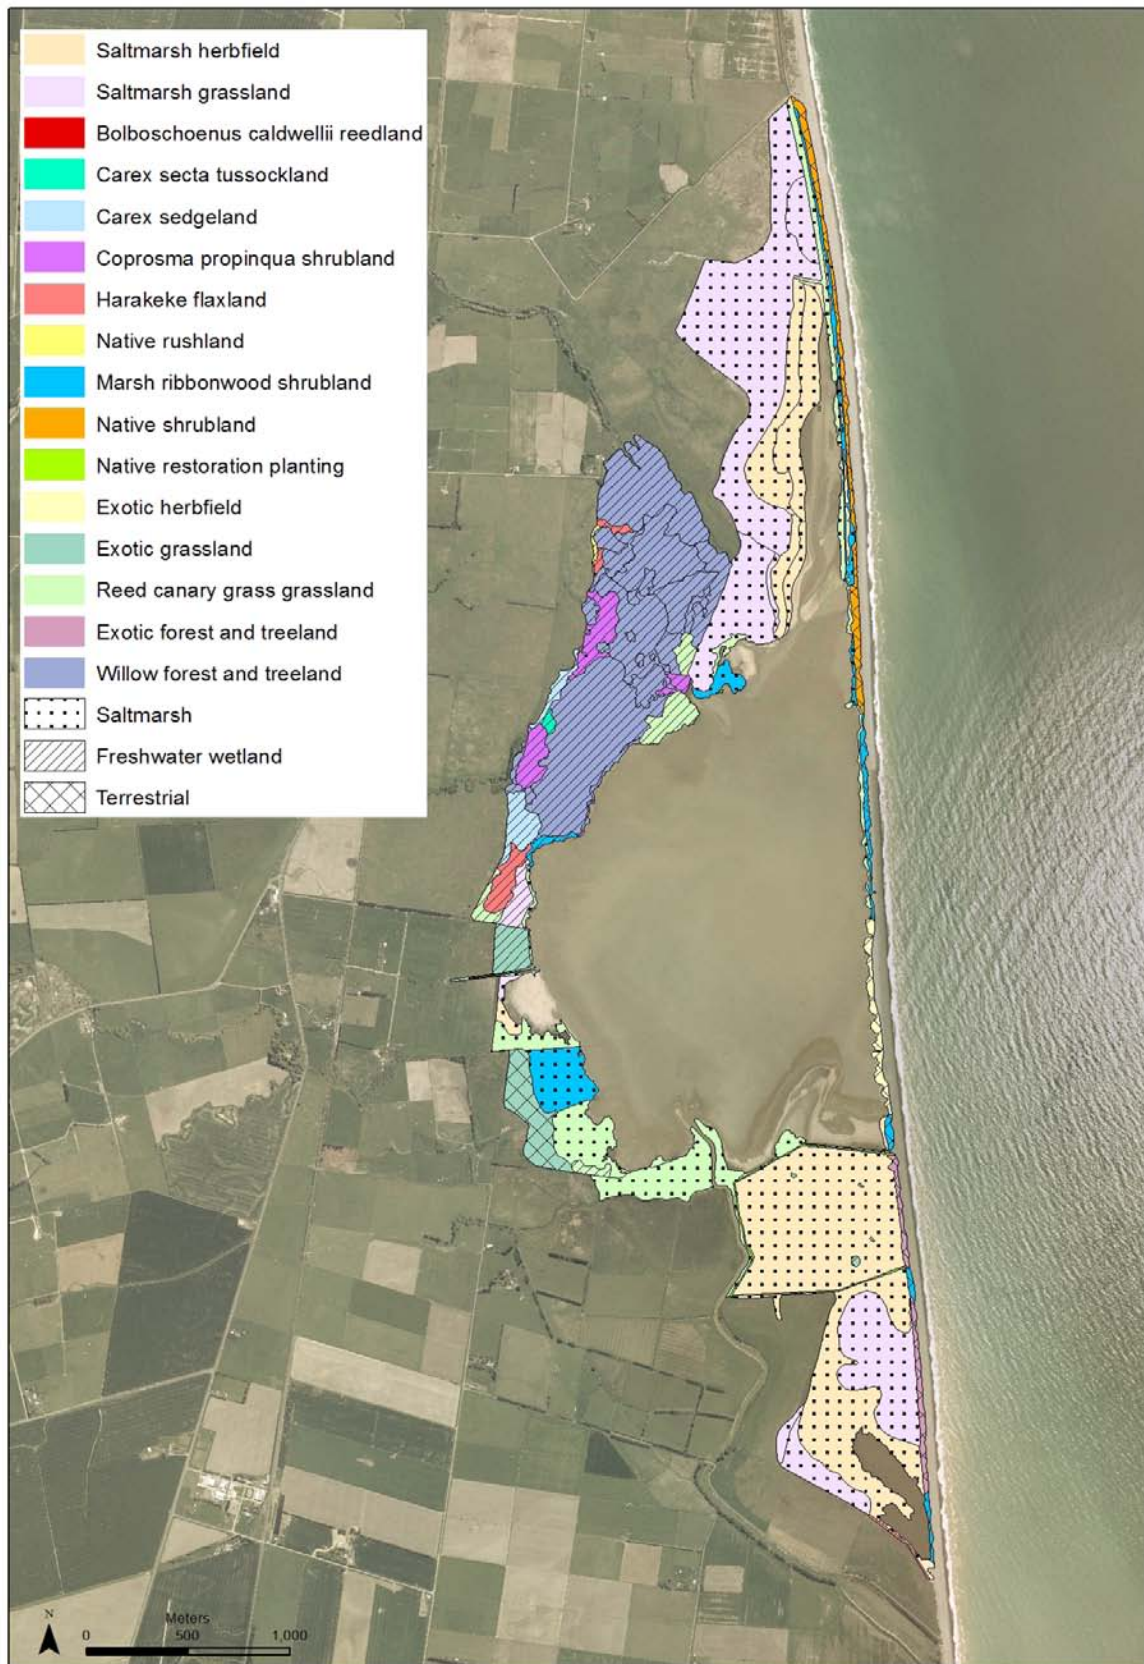 Saltmarsh herbfield
Saltmarsh grassland
Bolboschoenus caldwellii reedland
Carex secta tussockland
Carex sedgeland
Coprosma propinqua shrubland
Harakeke flaxland
Native rushland
Marsh ribbonwood shrubland
Native shrubland
Native restoration planting
Exotic herbfield
Exotic grassland
Reed canary grass grassland
Exotic forest and treeland
Willow forest and treeland
Saltmarsh
Freshwater wetland
Terrestrial
N
Meters
0 500 1,000